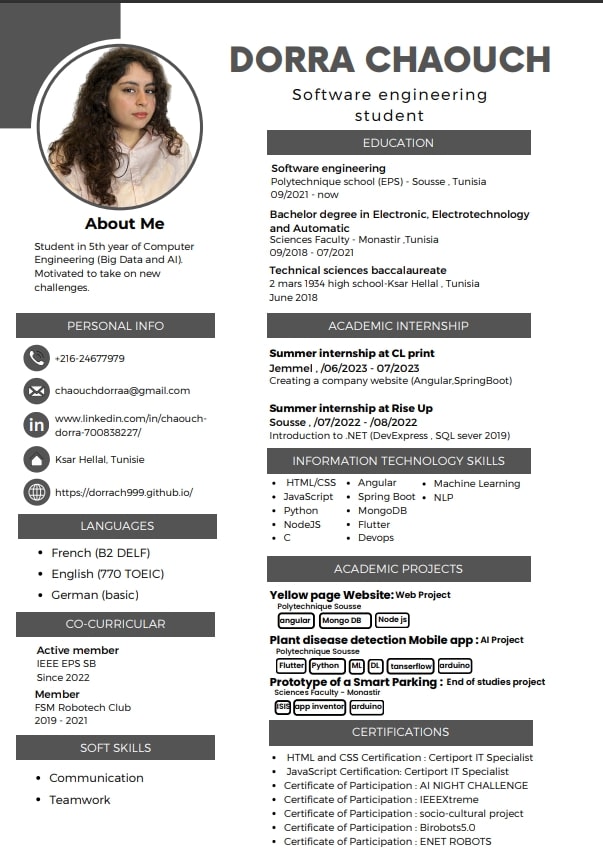 DORRA CHAOUCH
Software engineering
student
About Me
Student in 5th year of Computer
Engineering (Big Data and AI).
Motivated to take on new
challenges.
PERSONAL INFO
+216-24677979
chaouchdorraa@gmail.com
www.linkedin.com/in/chaouch-
dorra-700838227/
Ksar Hellal, Tunisie
https://dorrach999.github.io/
LANGUAGES
• French (B2 DELF)
• English (770 TOEIC)
• German (basic)
CO-CURRICULAR
Active member
IEEE EPS SB
Since 2022
Member
FSM Robotech Club
2019 - 2021
SOFT SKILLS
• Communication
• Teamwork
EDUCATION
Software engineering
Polytechnique school (EPS) - Sousse , Tunisia
09/2021 - now
Bachelor degree in Electronic, Electrotechnology
and Automatic
Sciences Faculty - Monastir ,Tunisia
09/2018 - 07/2021
Technical sciences baccalaureate
2 mars 1934 high school-Ksar Hellal , Tunisia
June 2018
ACADEMIC INTERNSHIP
Summer internship at CL print
Jemmel , /06/2023 - 07/2023
Creating a company website (Angular,SpringBoot)
Summer internship at Rise Up
Sousse , /07/2022 - /08/2022
Introduction to .NET (DevExpress , SQL sever 2019)
INFORMATION TECHNOLOGY SKILLS
• HTML/CSS
• JavaScript
• Python
• NodeJS
• C
• Angular
• Spring Boot
• MongoDB
• Flutter
• Devops
• Machine Learning
• NLP
ACADEMIC PROJECTS
Yellow page Website: Web Project
Polytechnique Sousse
angular Mongo DB Node js
Plant disease detection Mobile app : AI Project
Polytechnique Sousse
Flutter Python ML DL tanserflow arduino
Prototype of a Smart Parking : End of studies project
Sciences Faculty - Monastir
ISIS app inventor arduino
CERTIFICATIONS
• HTML and CSS Certification : Certiport IT Specialist
• JavaScript Certification: Certiport IT Specialist
• Certificate of Participation : AI NIGHT CHALLENGE
• Certificate of Participation : IEEEXtreme
• Certificate of Participation : socio-cultural project
• Certificate of Participation : Birobots5.0
• Certificate of Participation : ENET ROBOTS